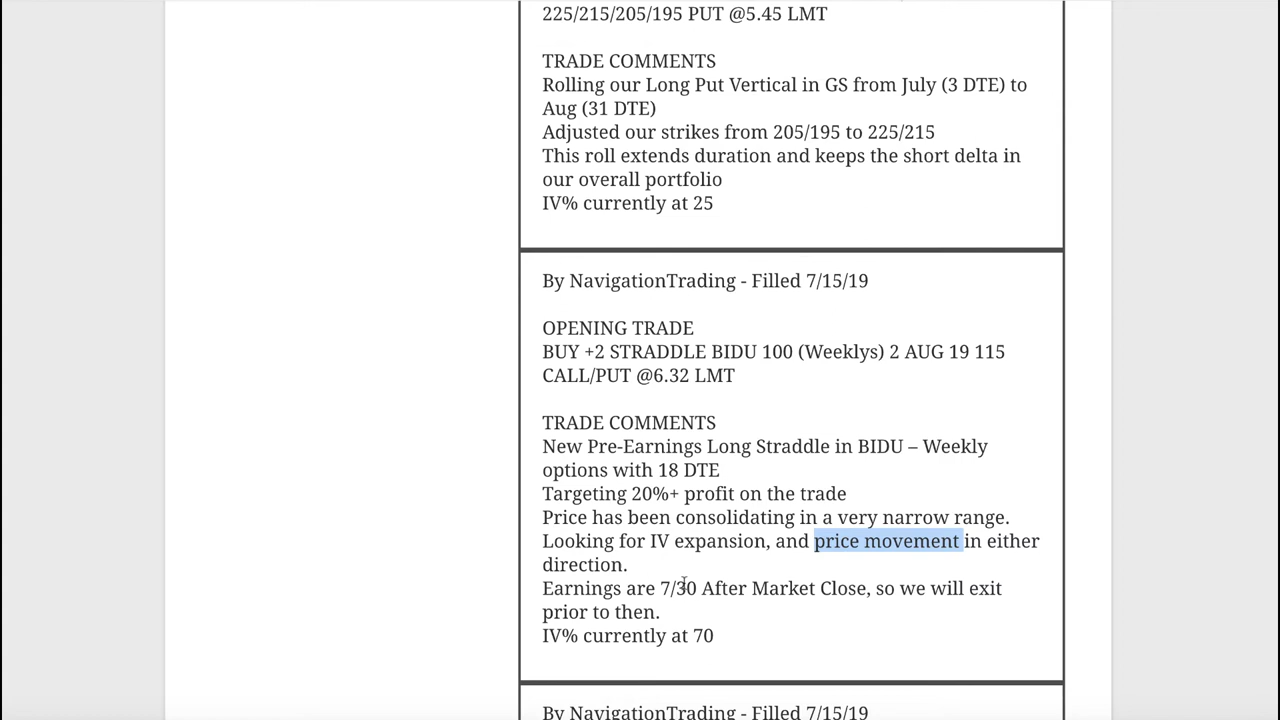 225/215/205/195 PUT @5.45 LMT
TRADE COMMENTS
Rolling our Long Put Vertical in GS from July (3 DTE) to
Aug (31 DTE)
Adjusted our strikes from 205/195 to 225/215
This roll extends duration and keeps the short delta in
our overall portfolio
IV% currently at 25
By NavigationTrading - Filled 7/15/19
OPENING TRADE
BUY +2 STRADDLE BIDU 100 (Weeklys) 2 AUG 19 115
CALL/PUT @6.32 LMT
TRADE COMMENTS
New Pre-Earnings Long Straddle in BIDU – Weekly
options with 18 DTE
Targeting 20%+ profit on the trade
Price has been consolidating in a very narrow range.
Looking for IV expansion, and price movement in either
direction.
Earnings are 7/30 After Market Close, so we will exit
prior to then.
IV% currently at 70
By NavigationTrading - Filled 7/15/19